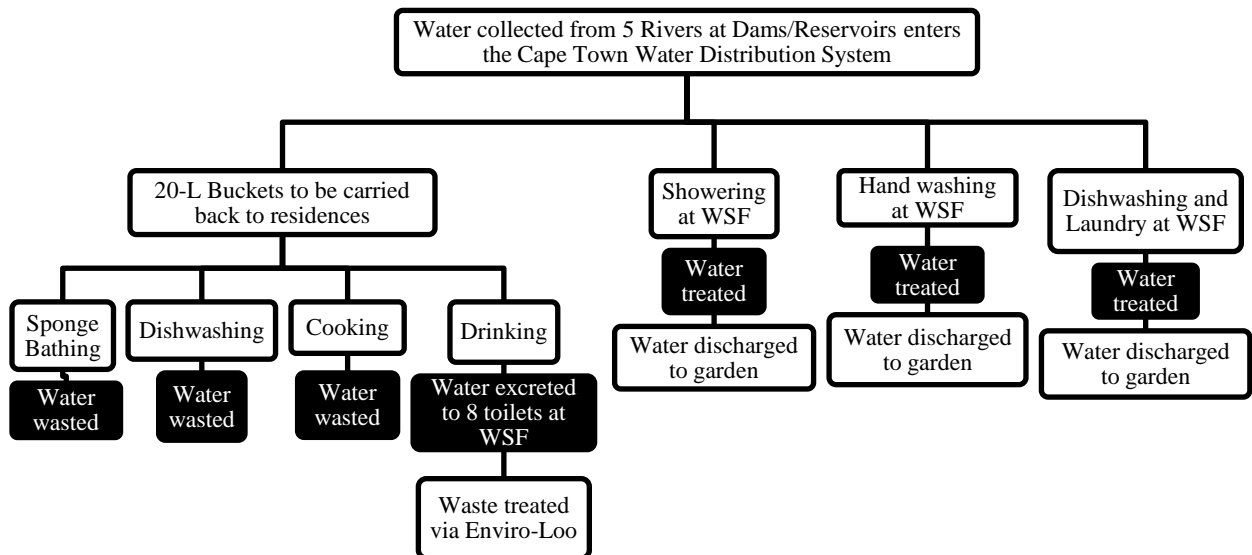 Water collected from 5 Rivers at Dams/Reservoirs enters
the Cape Town Water Distribution System
20-L Buckets to be carried
back to residences
Showering
at WSF
Hand washing
at WSF
Dishwashing and
Laundry at WSF
Water
treated
Water
treated
Water
treated
Sponge
Bathing
Dishwashing
Cooking
Drinking
Water discharged
to garden
Water discharged
to garden
Water discharged
to garden
Water
wasted
Water
wasted
Water
wasted
Water excreted
to 8 toilets at
WSF
Waste treated
via Enviro-Loo